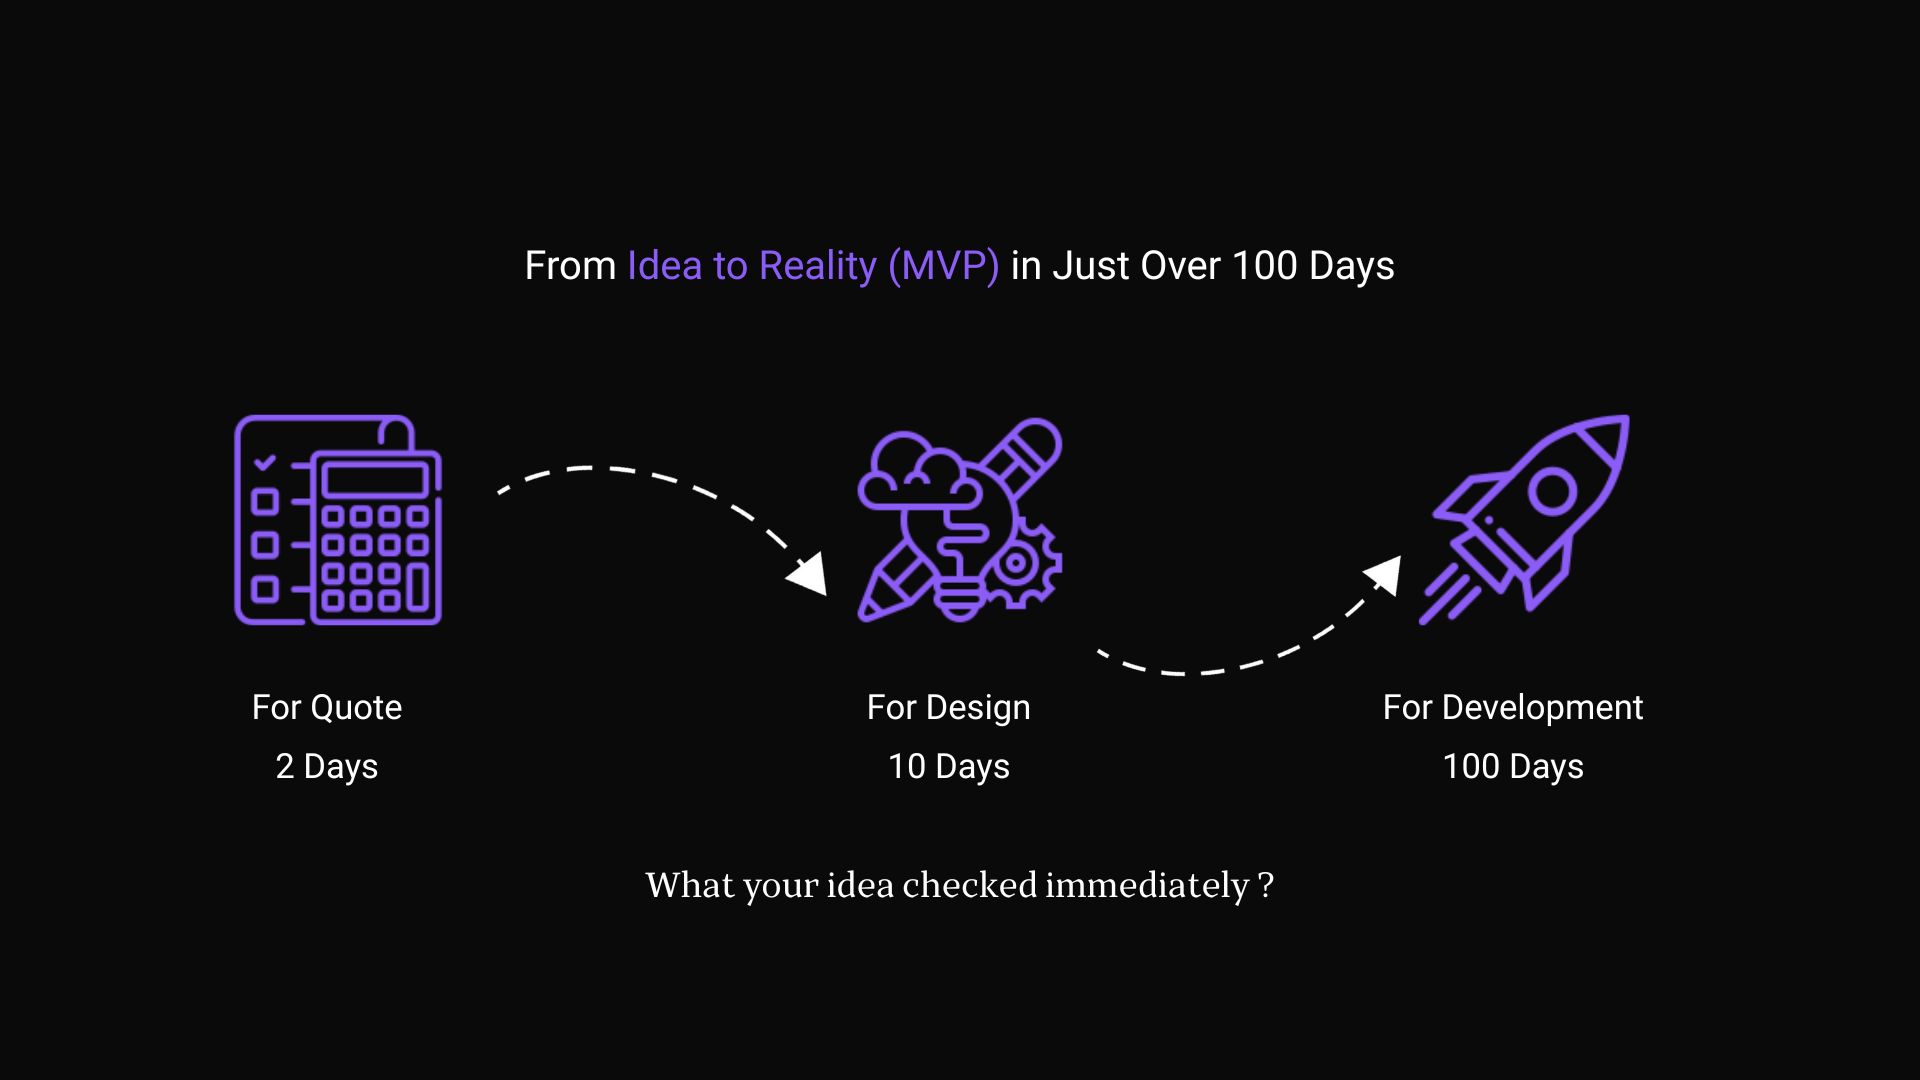 From Idea to Reality (MVP) in Just Over 100 Days
For Quote
2 Days
For Design
10 Days
For Development
100 Days
What your idea checked immediately ?